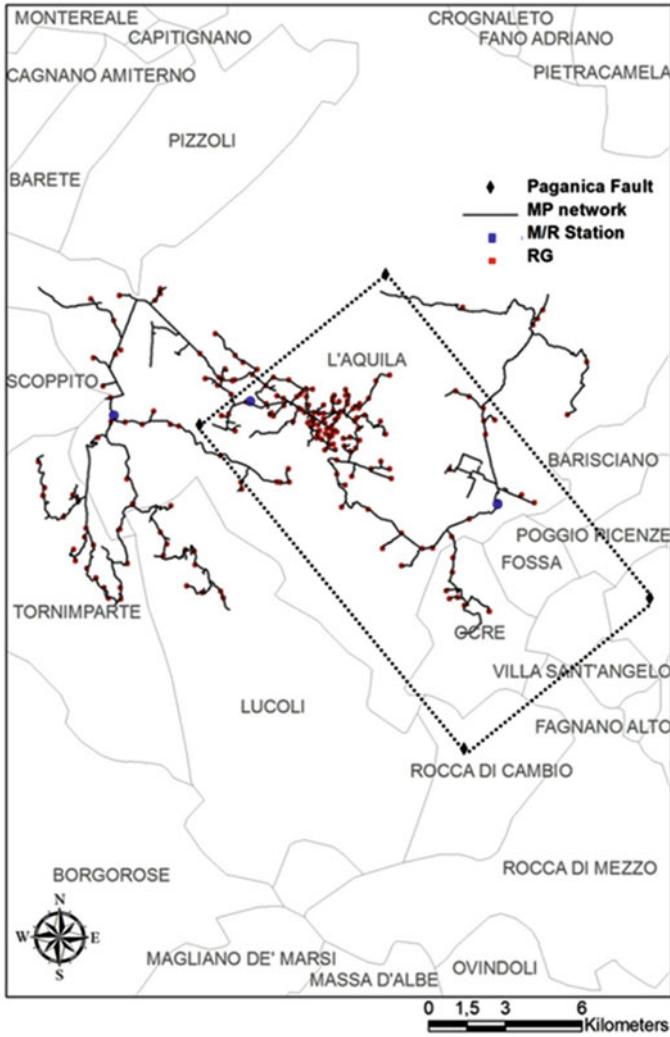 MONTEREALE
CROGNALETO
CAPITIGNANO
FANO ADRIANO
CAGNANO AMITERNO
PIETRACAMELA
PIZZOLI
BARETE
Paganica Fault
MP network
M/R Station
RG
L'AQUILA
SCOPPITO
BARISCIANO
POGGIO PICENZE
FOSSA
TORNIMPARTE
OCRE
VILLA SANT'ANGELO
LUCOLI
FAGNANO ALTO
ROCCA DI CAMBIO
BORGOROSE
ROCCA DI MEZZO
N
W E
S
MAGLIANO DE' MARSI
OVINDOLI
MASSA D'ALBE
0 1,5 3 6
Kilometers